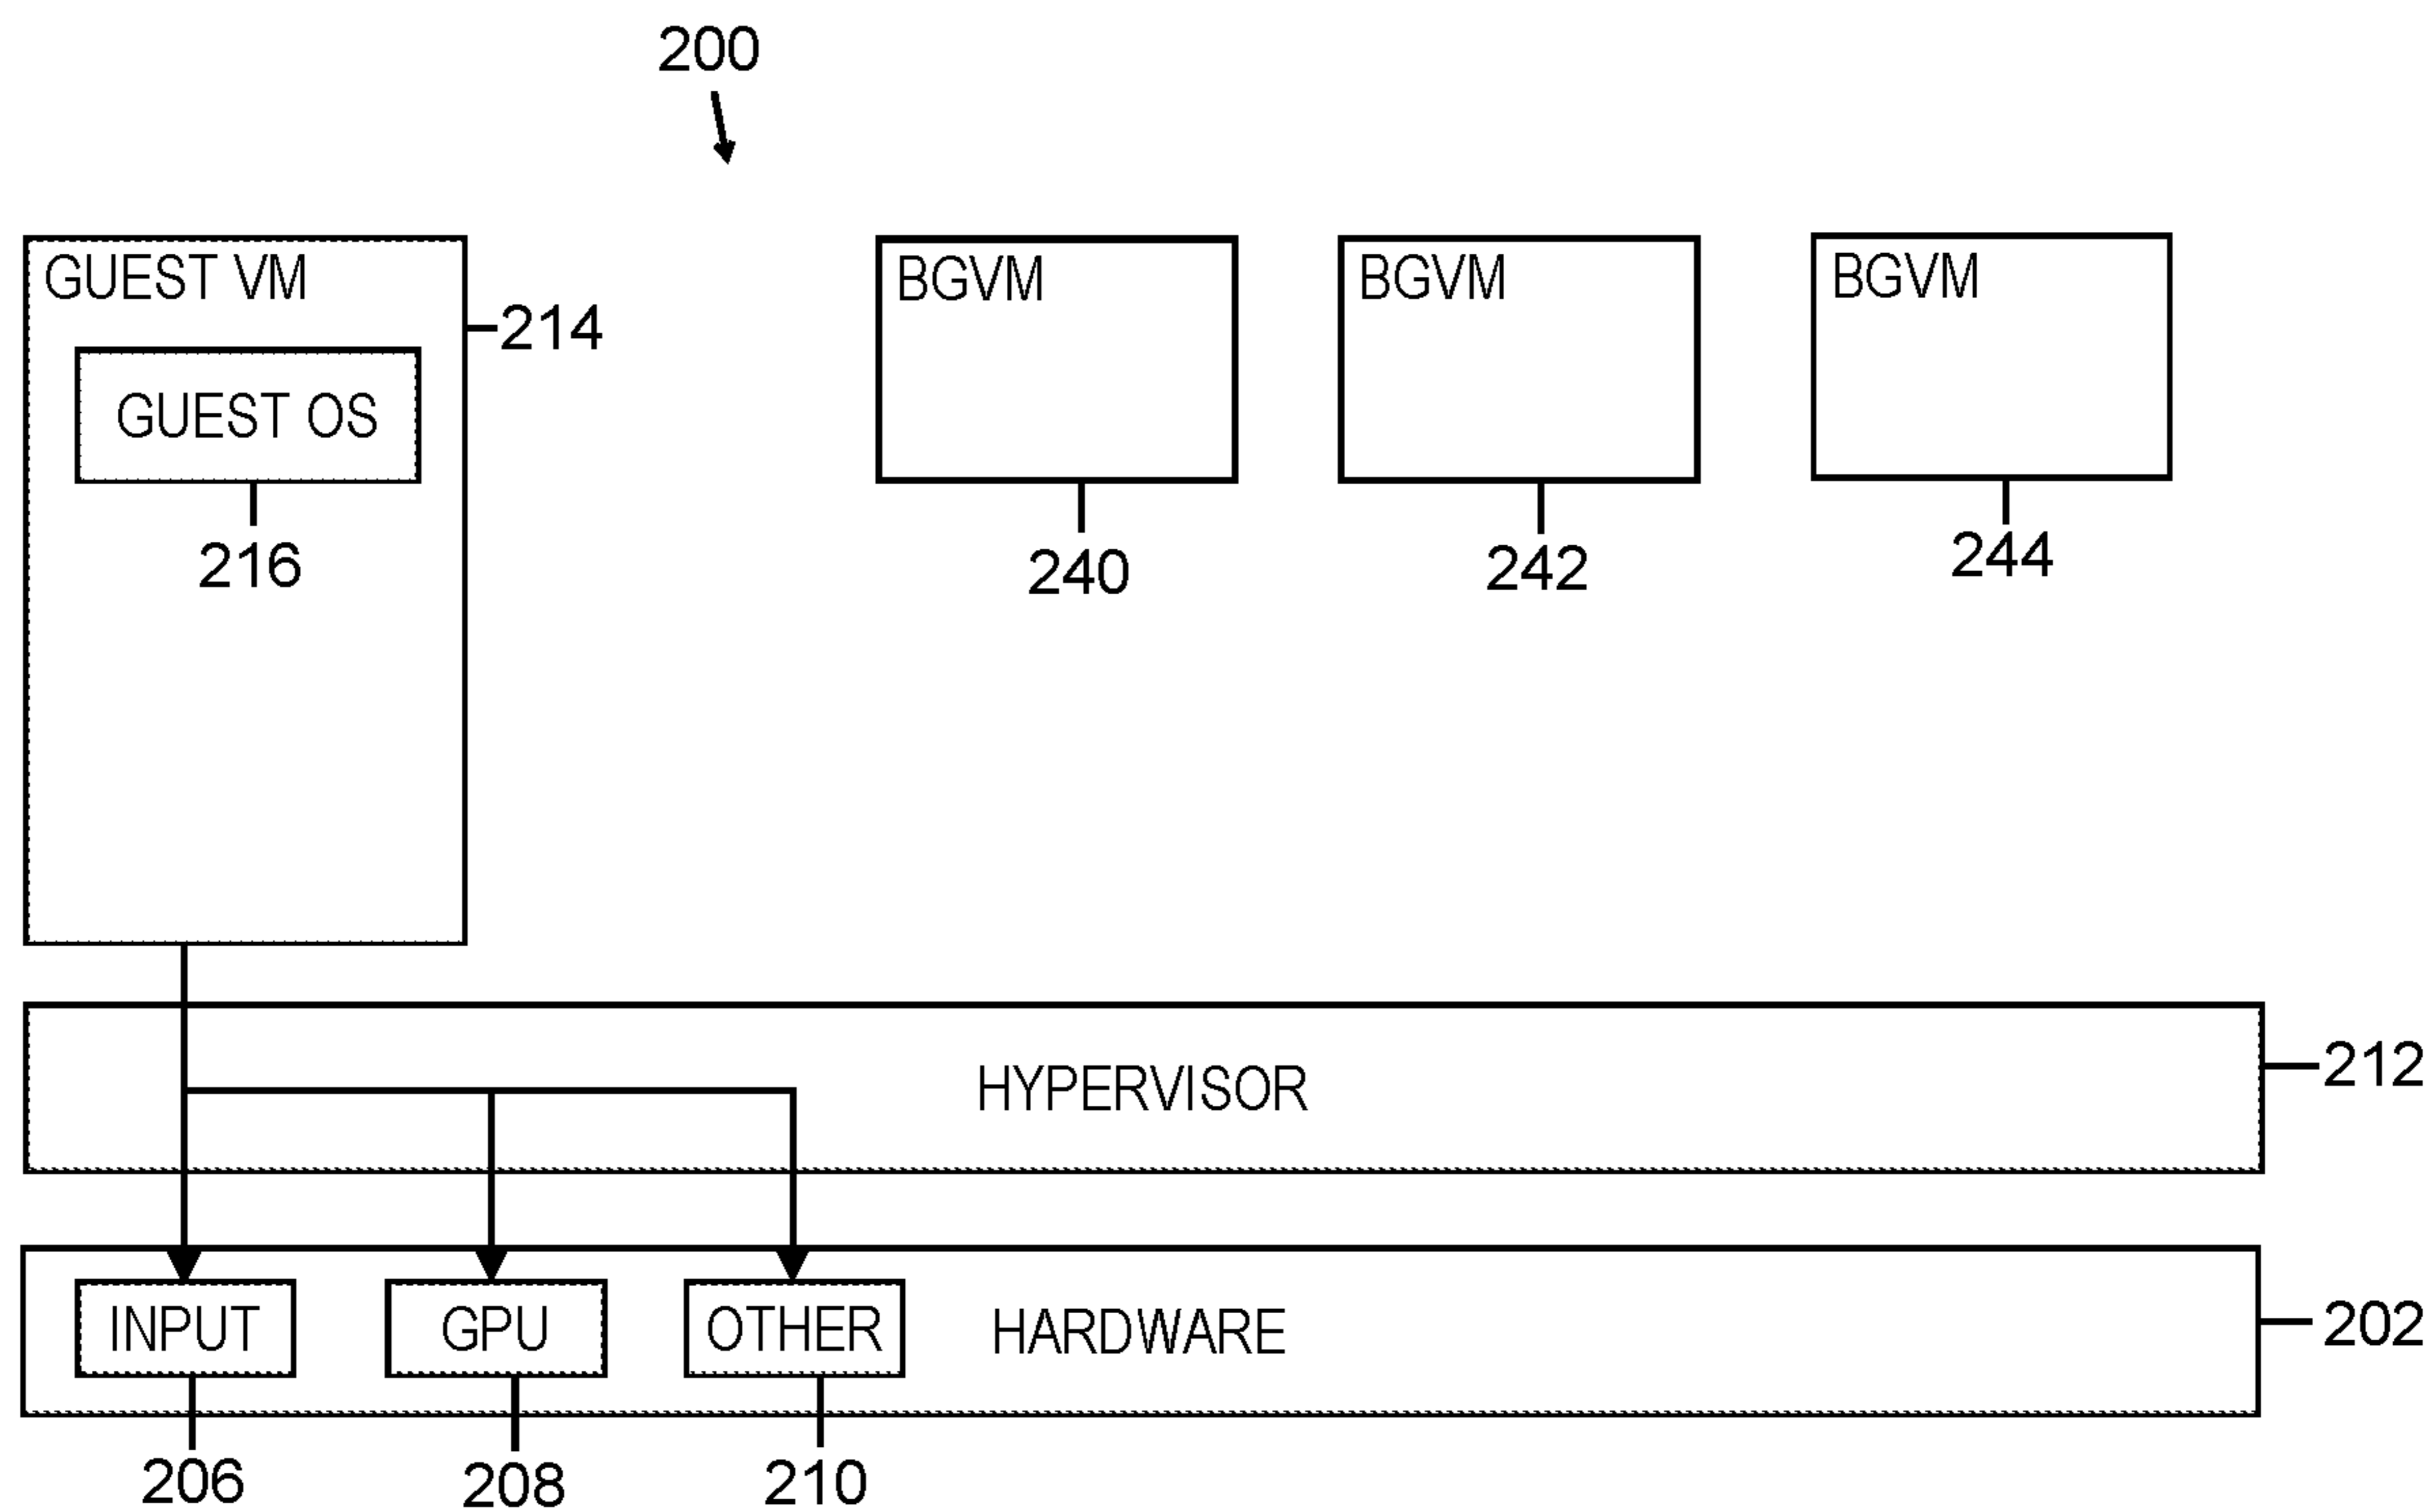 200
GUEST VM
BGVM
BGVM
BGVM
214
GUEST OS
216
240
242
244
HYPERVISOR
212
INPUT
GPU
OTHER
HARDWARE
202
206
208
210